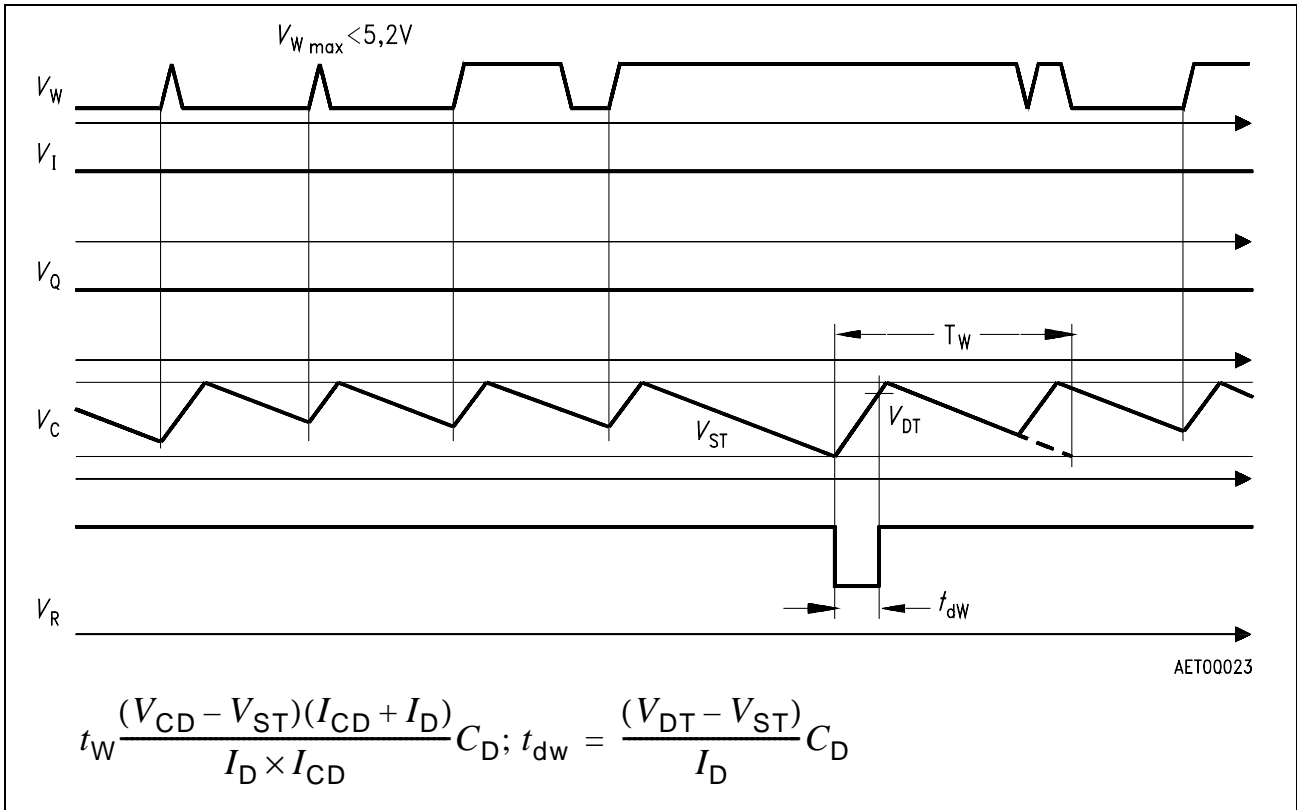 V_W max <5,2V
V_W
V_I
V_Q
T_W
V_C
V_ST
V_DT
V_R
t_dW
AET00023
t_W (V_CD – V_ST)(I_CD + I_D) / I_D × I_CD C_D; t_dw = (V_DT – V_ST) / I_D C_D